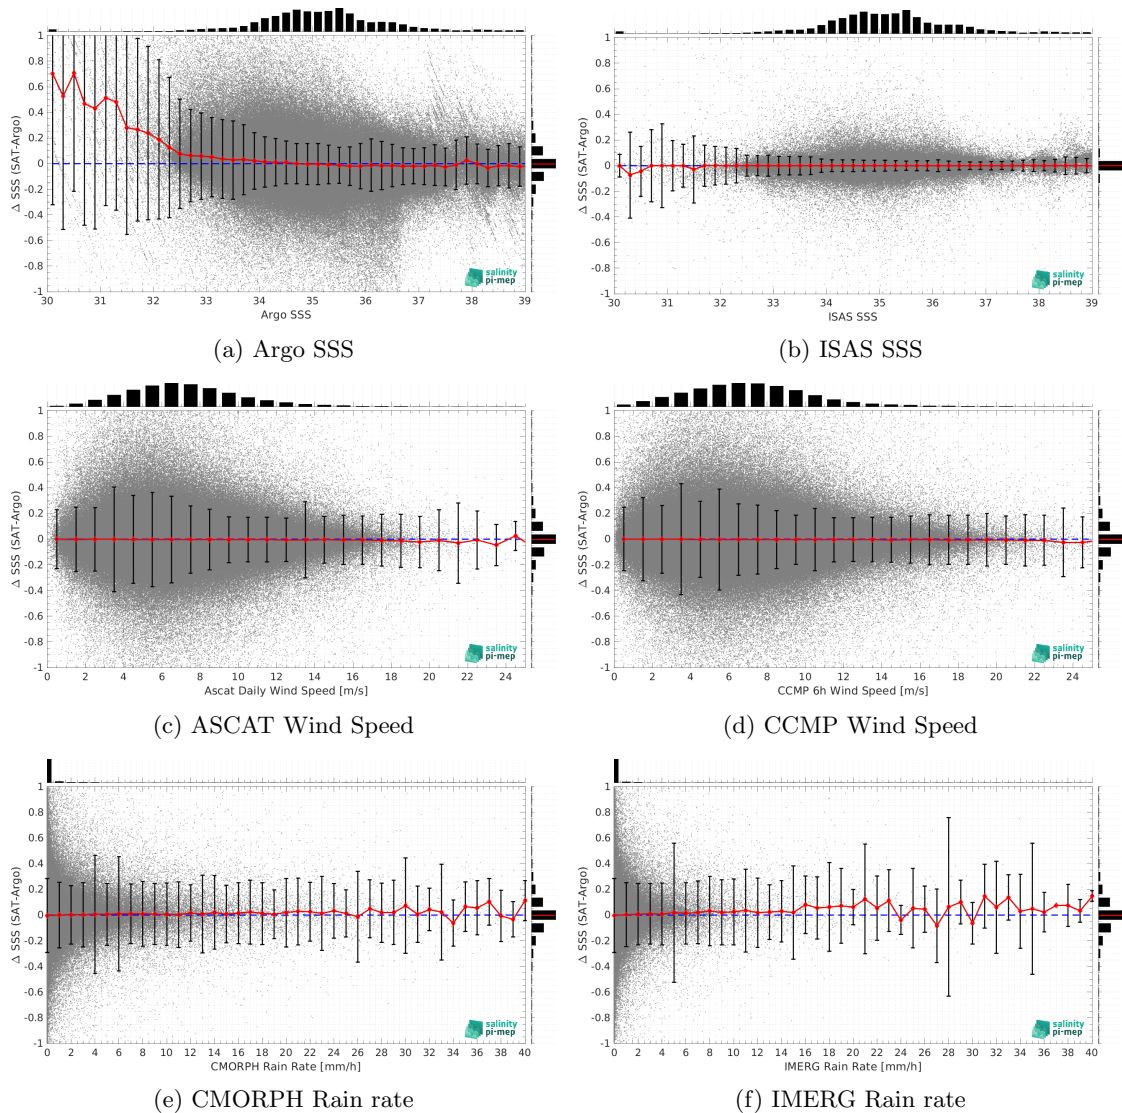 1
0.8
0.6
0.4
0.2
0
-0.2
-0.4
-0.6
-0.8
-1
Δ SSS (SAT-Argo)
30 31 32 33 34 35 36 37 38 39
Argo SSS
salinity
pi-mep
(a) Argo SSS
1
0.8
0.6
0.4
0.2
0
-0.2
-0.4
-0.6
-0.8
-1
Δ SSS (SAT-Argo)
30 31 32 33 34 35 36 37 38 39
ISAS SSS
salinity
pi-mep
(b) ISAS SSS
1
0.8
0.6
0.4
0.2
0
-0.2
-0.4
-0.6
-0.8
-1
Δ SSS (SAT-Argo)
0 2 4 6 8 10 12 14 16 18 20 22 24
Ascat Daily Wind Speed [m/s]
salinity
pi-mep
(c) ASCAT Wind Speed
1
0.8
0.6
0.4
0.2
0
-0.2
-0.4
-0.6
-0.8
-1
Δ SSS (SAT-Argo)
0 2 4 6 8 10 12 14 16 18 20 22 24
CCMP 6h Wind Speed [m/s]
salinity
pi-mep
(d) CCMP Wind Speed
1
0.8
0.6
0.4
0.2
0
-0.2
-0.4
-0.6
-0.8
-1
Δ SSS (SAT-Argo)
0 2 4 6 8 10 12 14 16 18 20 22 24 26 28 30 32 34 36 38 40
CMORPH Rain Rate [mm/h]
salinity
pi-mep
(e) CMORPH Rain rate
1
0.8
0.6
0.4
0.2
0
-0.2
-0.4
-0.6
-0.8
-1
Δ SSS (SAT-Argo)
0 2 4 6 8 10 12 14 16 18 20 22 24 26 28 30 32 34 36 38 40
IMERG Rain Rate [mm/h]
salinity
pi-mep
(f) IMERG Rain rate